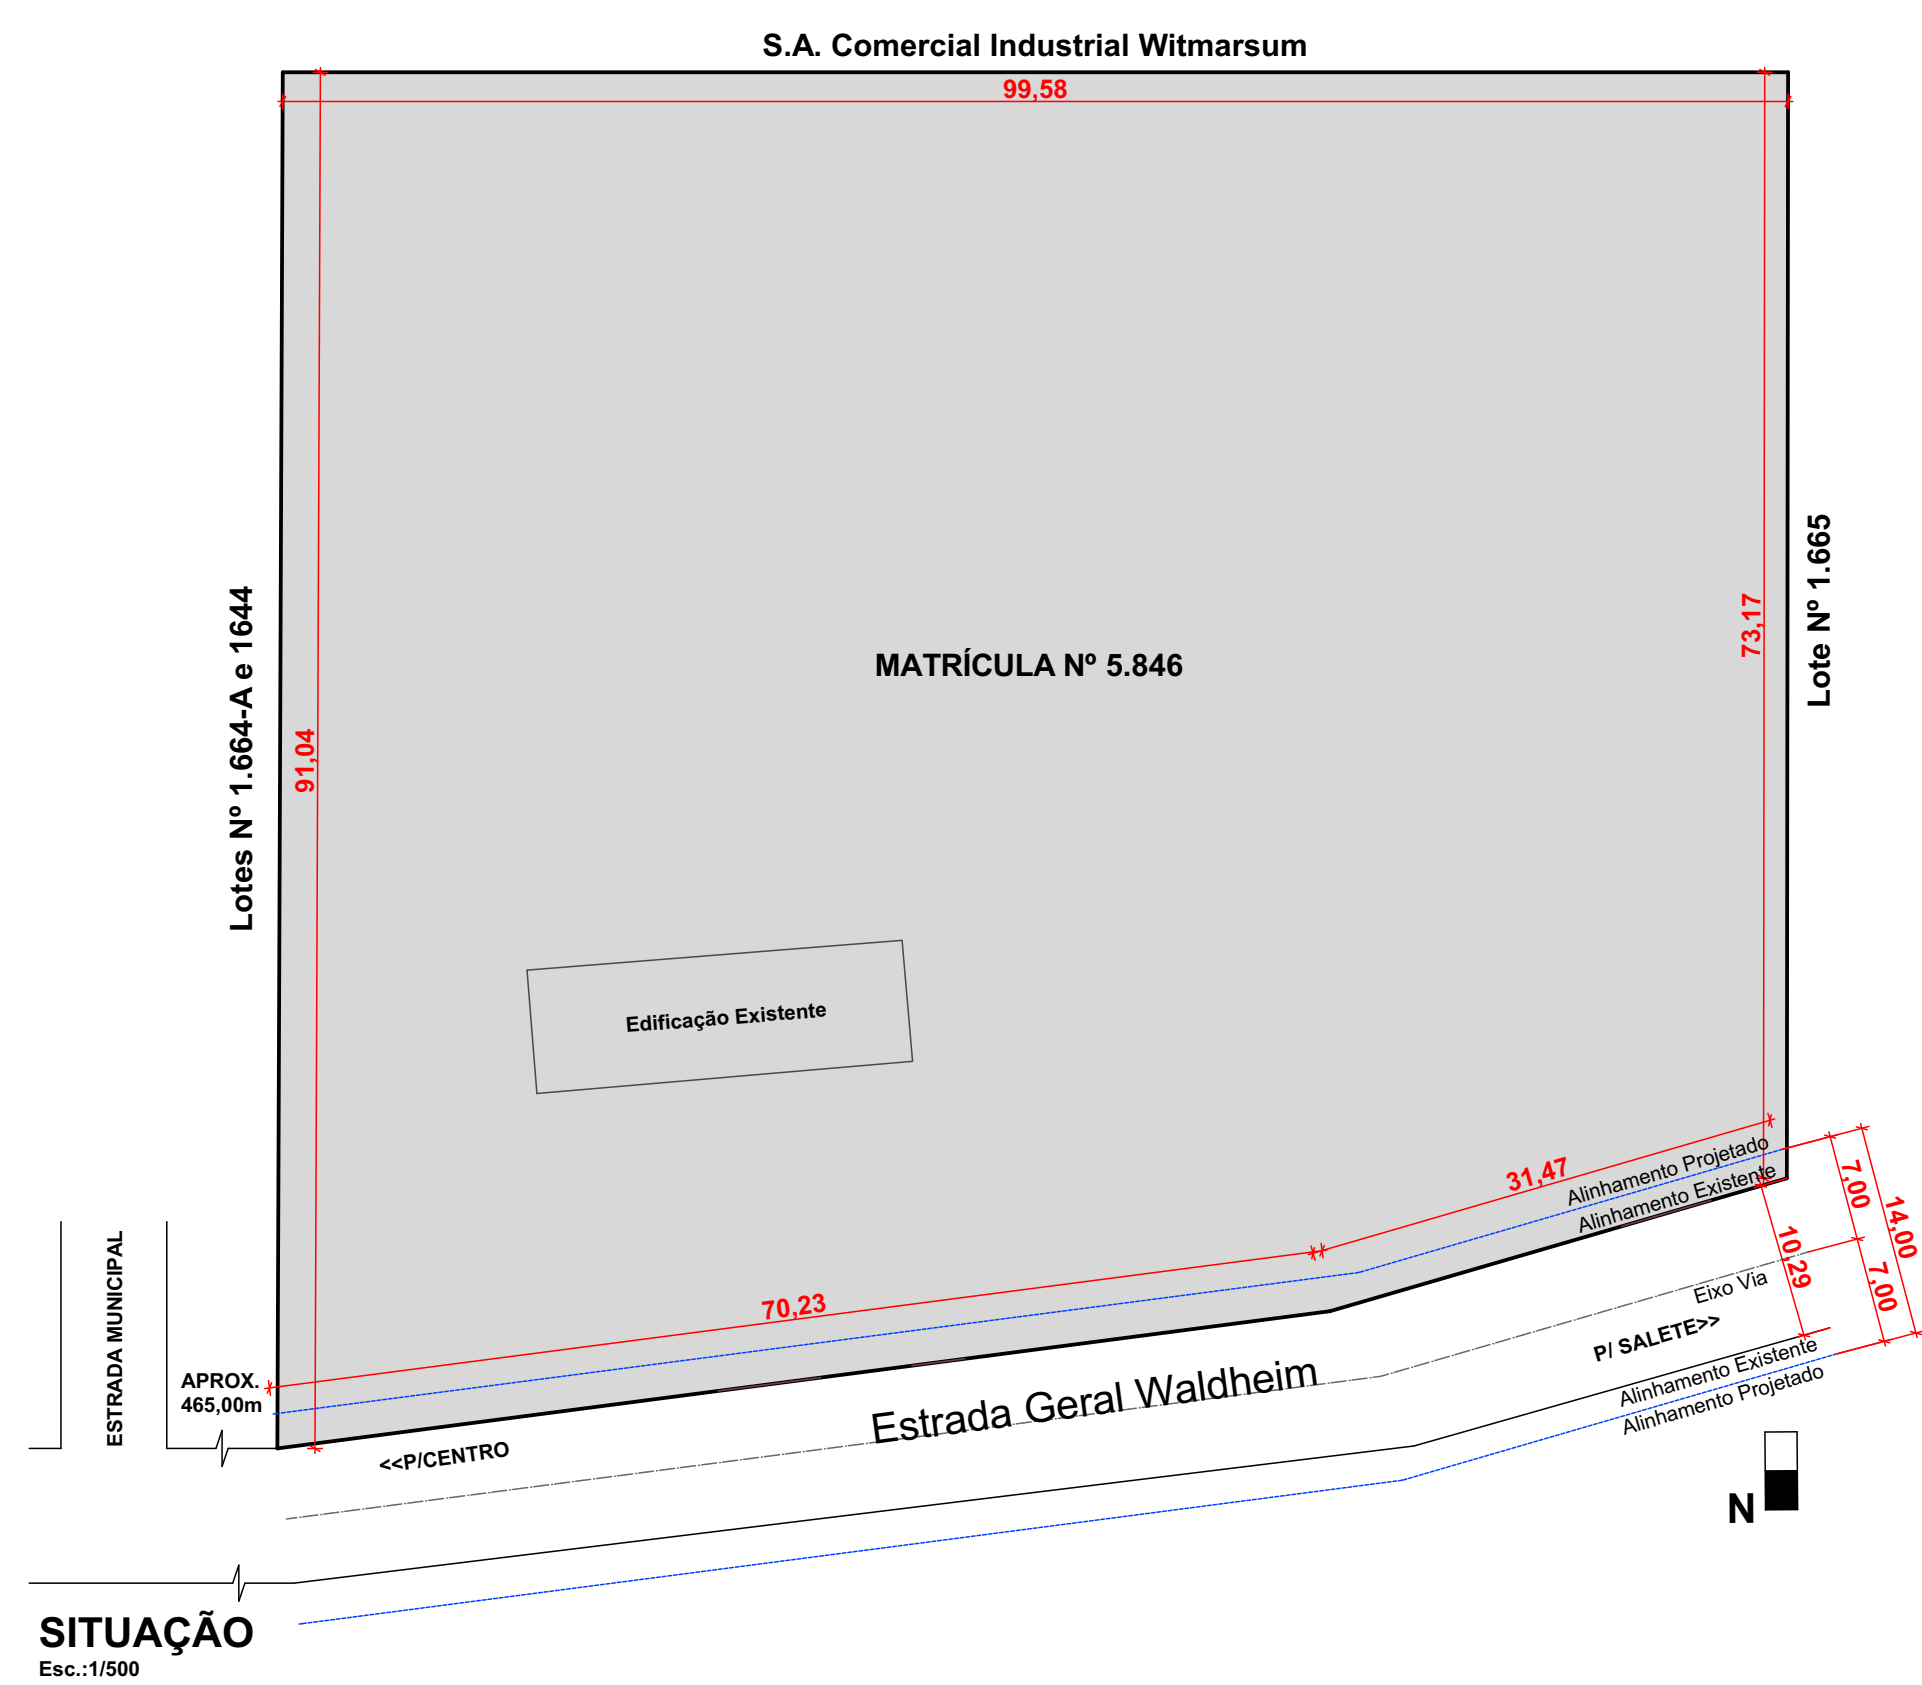 S.A. Comercial Industrial Witmarsum
99,58
Lotes Nº 1.664-A e 1644
91,04
MATRÍCULA Nº 5.846
73,17
Lote Nº 1.665
Edificação Existente
31,47
Alinhamento Projetado
Alinhamento Existente
7,00
14,00
10,29
7,00
70,23
Eixo Via
P/ SALETE>>
ESTRADA MUNICIPAL
APROX.
465,00m
<<P/CENTRO
Estrada Geral Waldheim
Alinhamento Existente
Alinhamento Projetado
N
SITUAÇÃO
Esc.:1/500